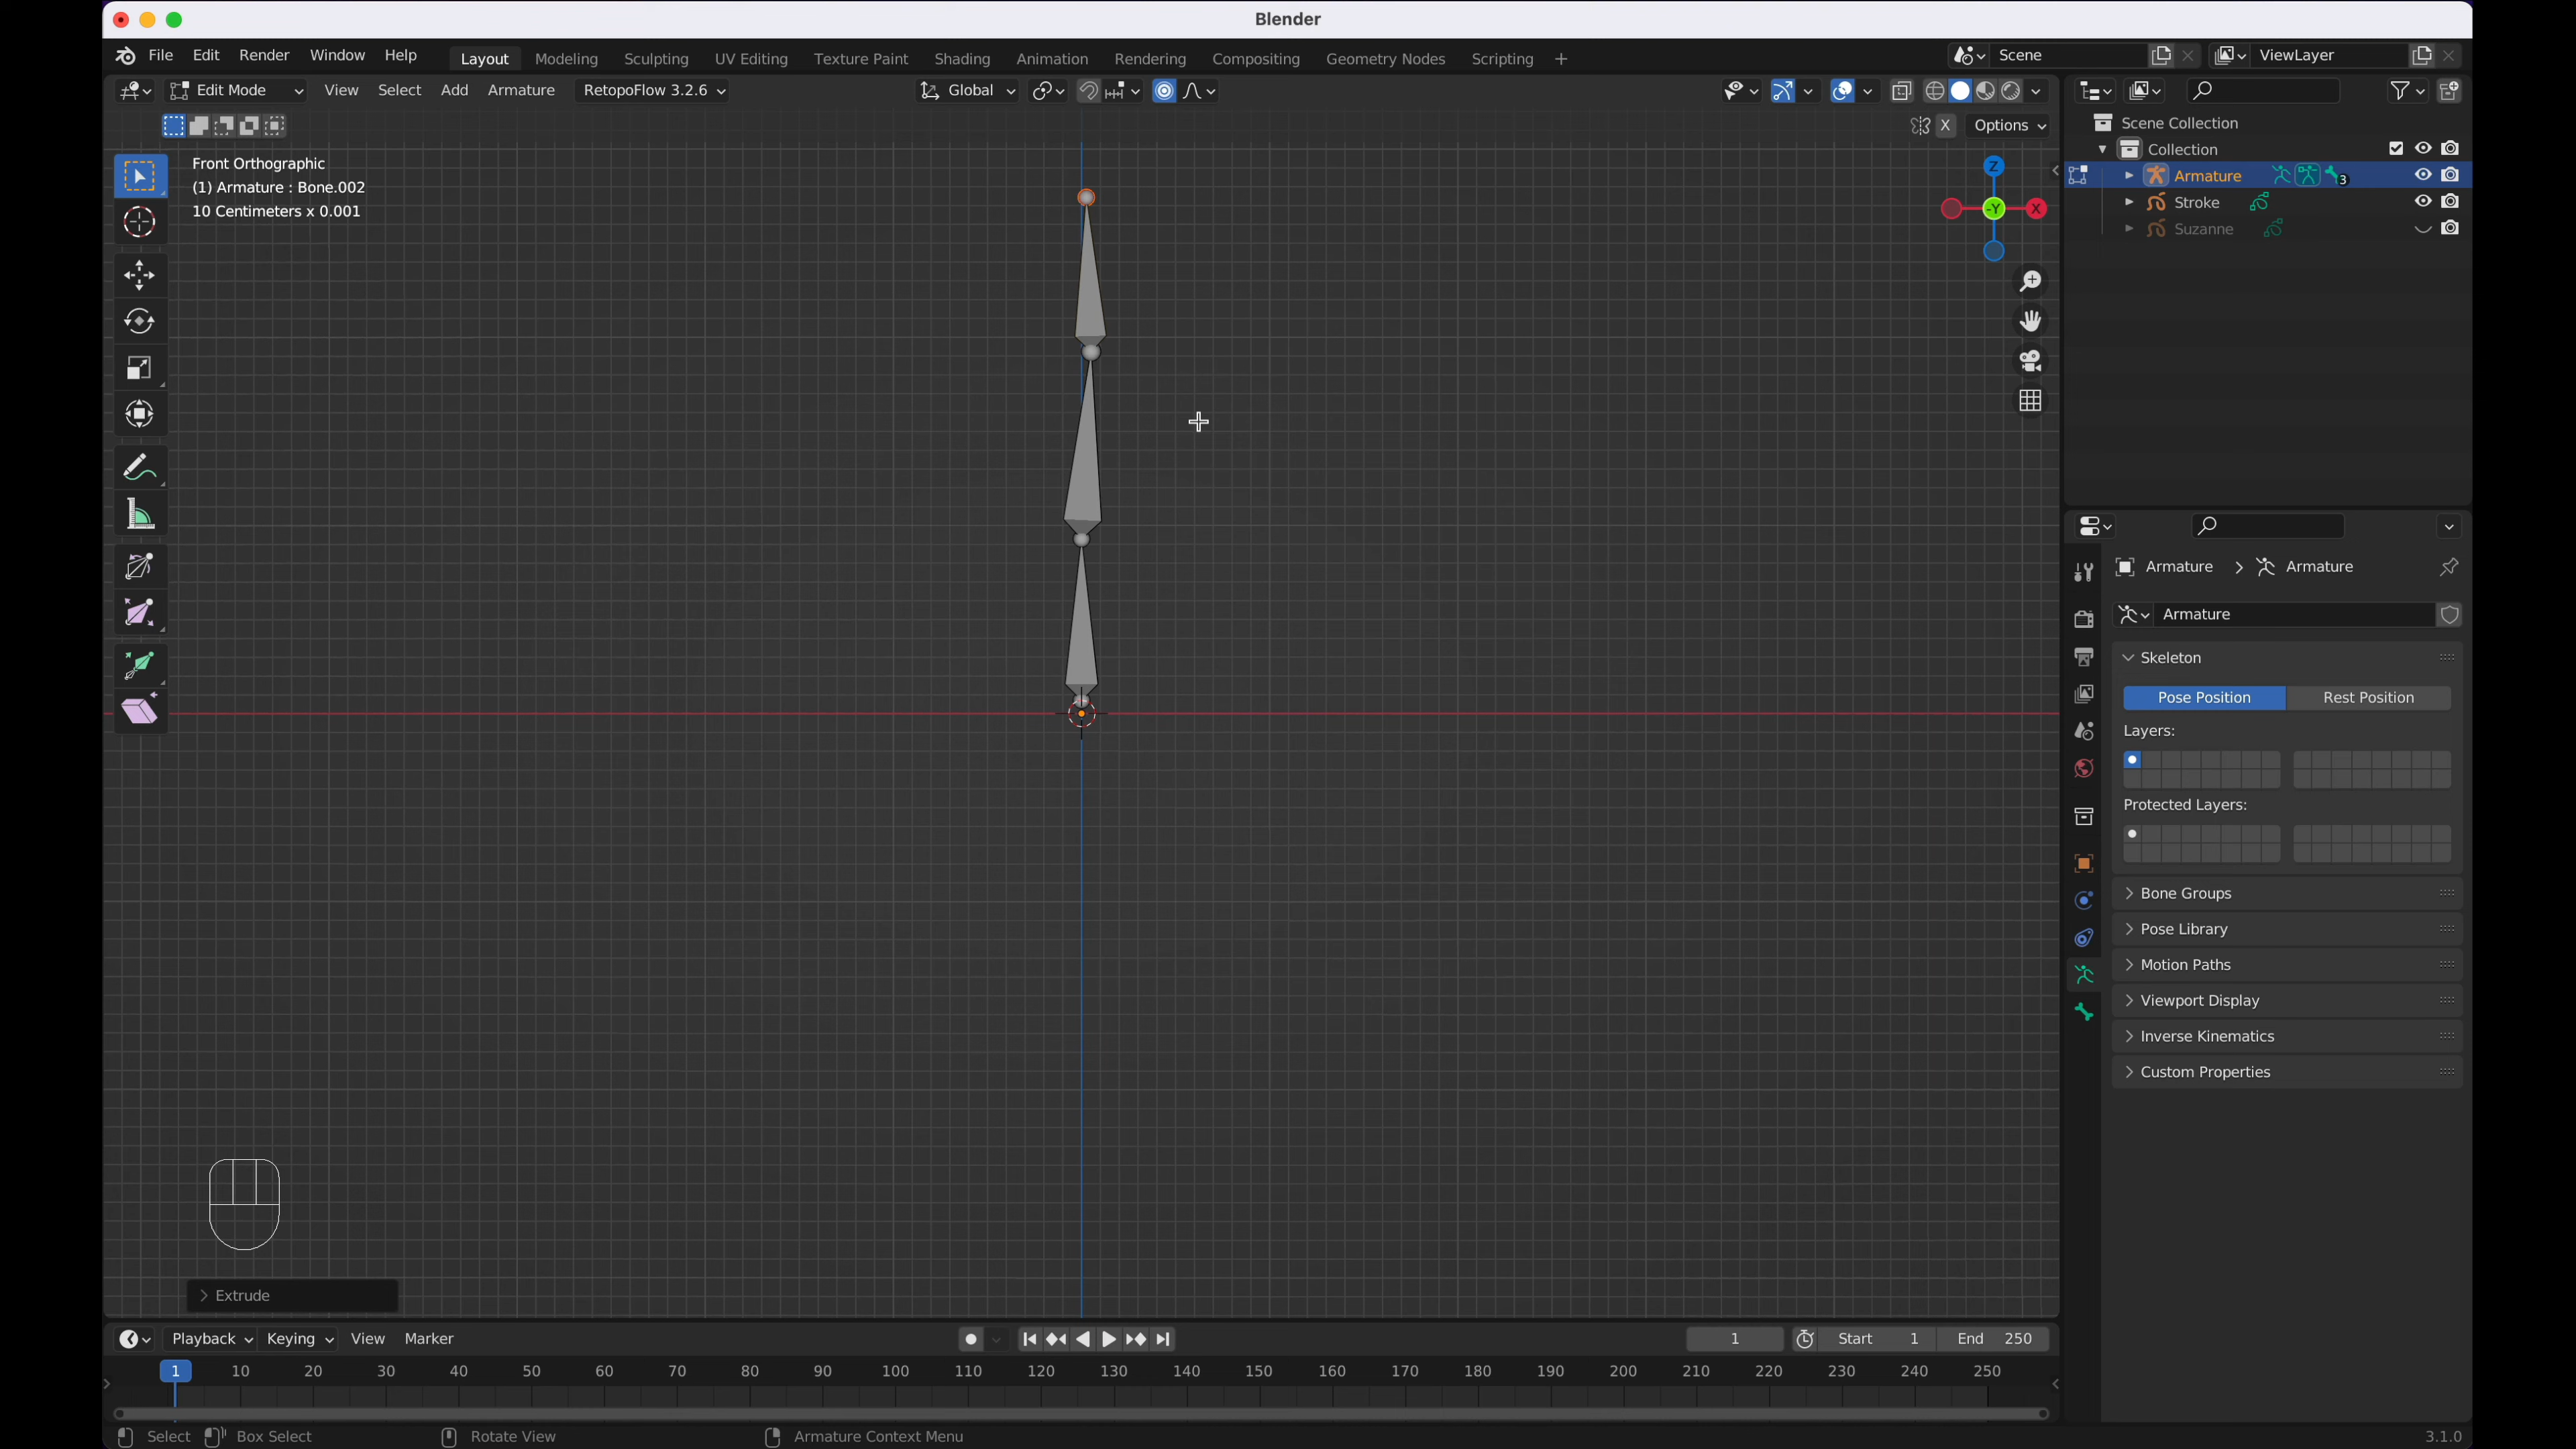 Blender
File Edit Render Window Help Layout Modeling Sculpting UV Editing Texture Paint Shading Animation Rendering Compositing Geometry Nodes Scripting + Scene ViewLayer
Edit Mode View Select Add Armature RetopoFlow 3.2.6 Global
X Options
Front Orthographic
(1) Armature : Bone.002
10 Centimeters x 0.001
Z
-Y
X
Scene Collection
Collection
Armature 3
Stroke
Suzanne
Armature > Armature
Armature
Skeleton
Pose Position Rest Position
Layers:
Protected Layers:
Bone Groups
Pose Library
Motion Paths
Viewport Display
Inverse Kinematics
Custom Properties
Extrude
Playback Keying View Marker 1 Start 1 End 250
1 10 20 30 40 50 60 70 80 90 100 110 120 130 140 150 160 170 180 190 200 210 220 230 240 250
Select Box Select Rotate View Armature Context Menu 3.1.0